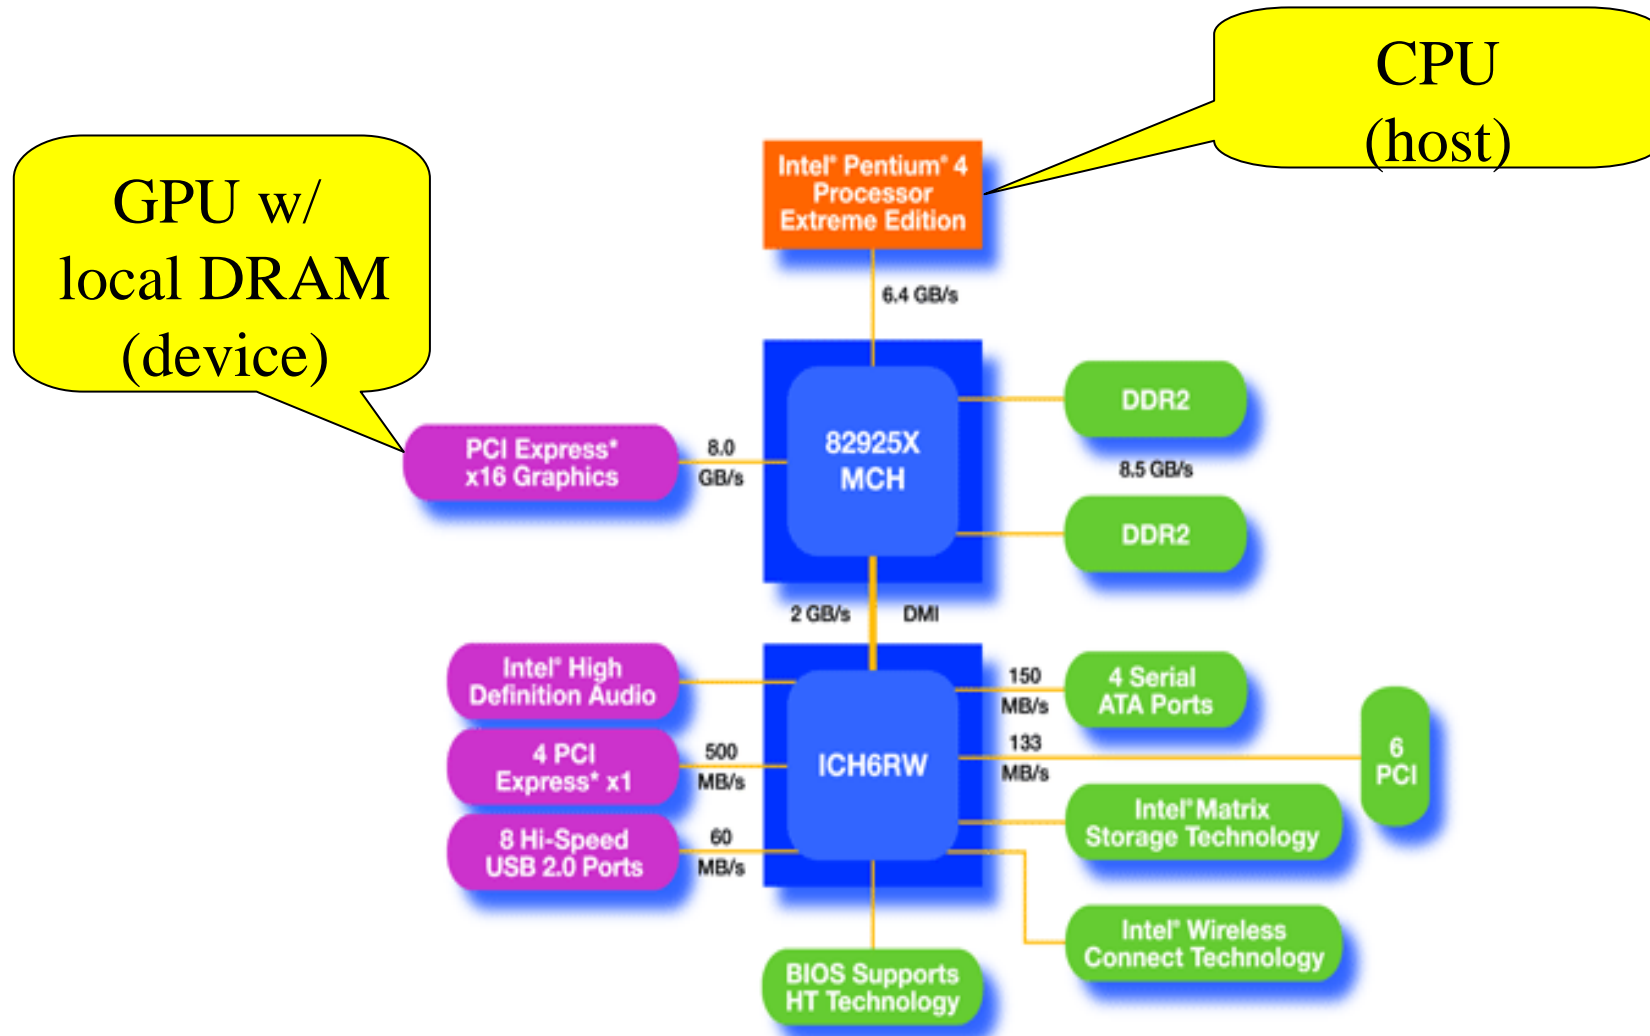 CPU
(host)
GPU w/
local DRAM
(device)
Intel® Pentium® 4
Processor
Extreme Edition
6.4 GB/s
PCI Express*
x16 Graphics
8.0
GB/s
82925X
MCH
DDR2
8.5 GB/s
DDR2
2 GB/s
DMI
Intel® High
Definition Audio
4 PCI
Express* x1
500
MB/s
8 Hi-Speed
USB 2.0 Ports
60
MB/s
ICH6RW
150
MB/s
4 Serial
ATA Ports
133
MB/s
6
PCI
Intel® Matrix
Storage Technology
Intel® Wireless
Connect Technology
BIOS Supports
HT Technology